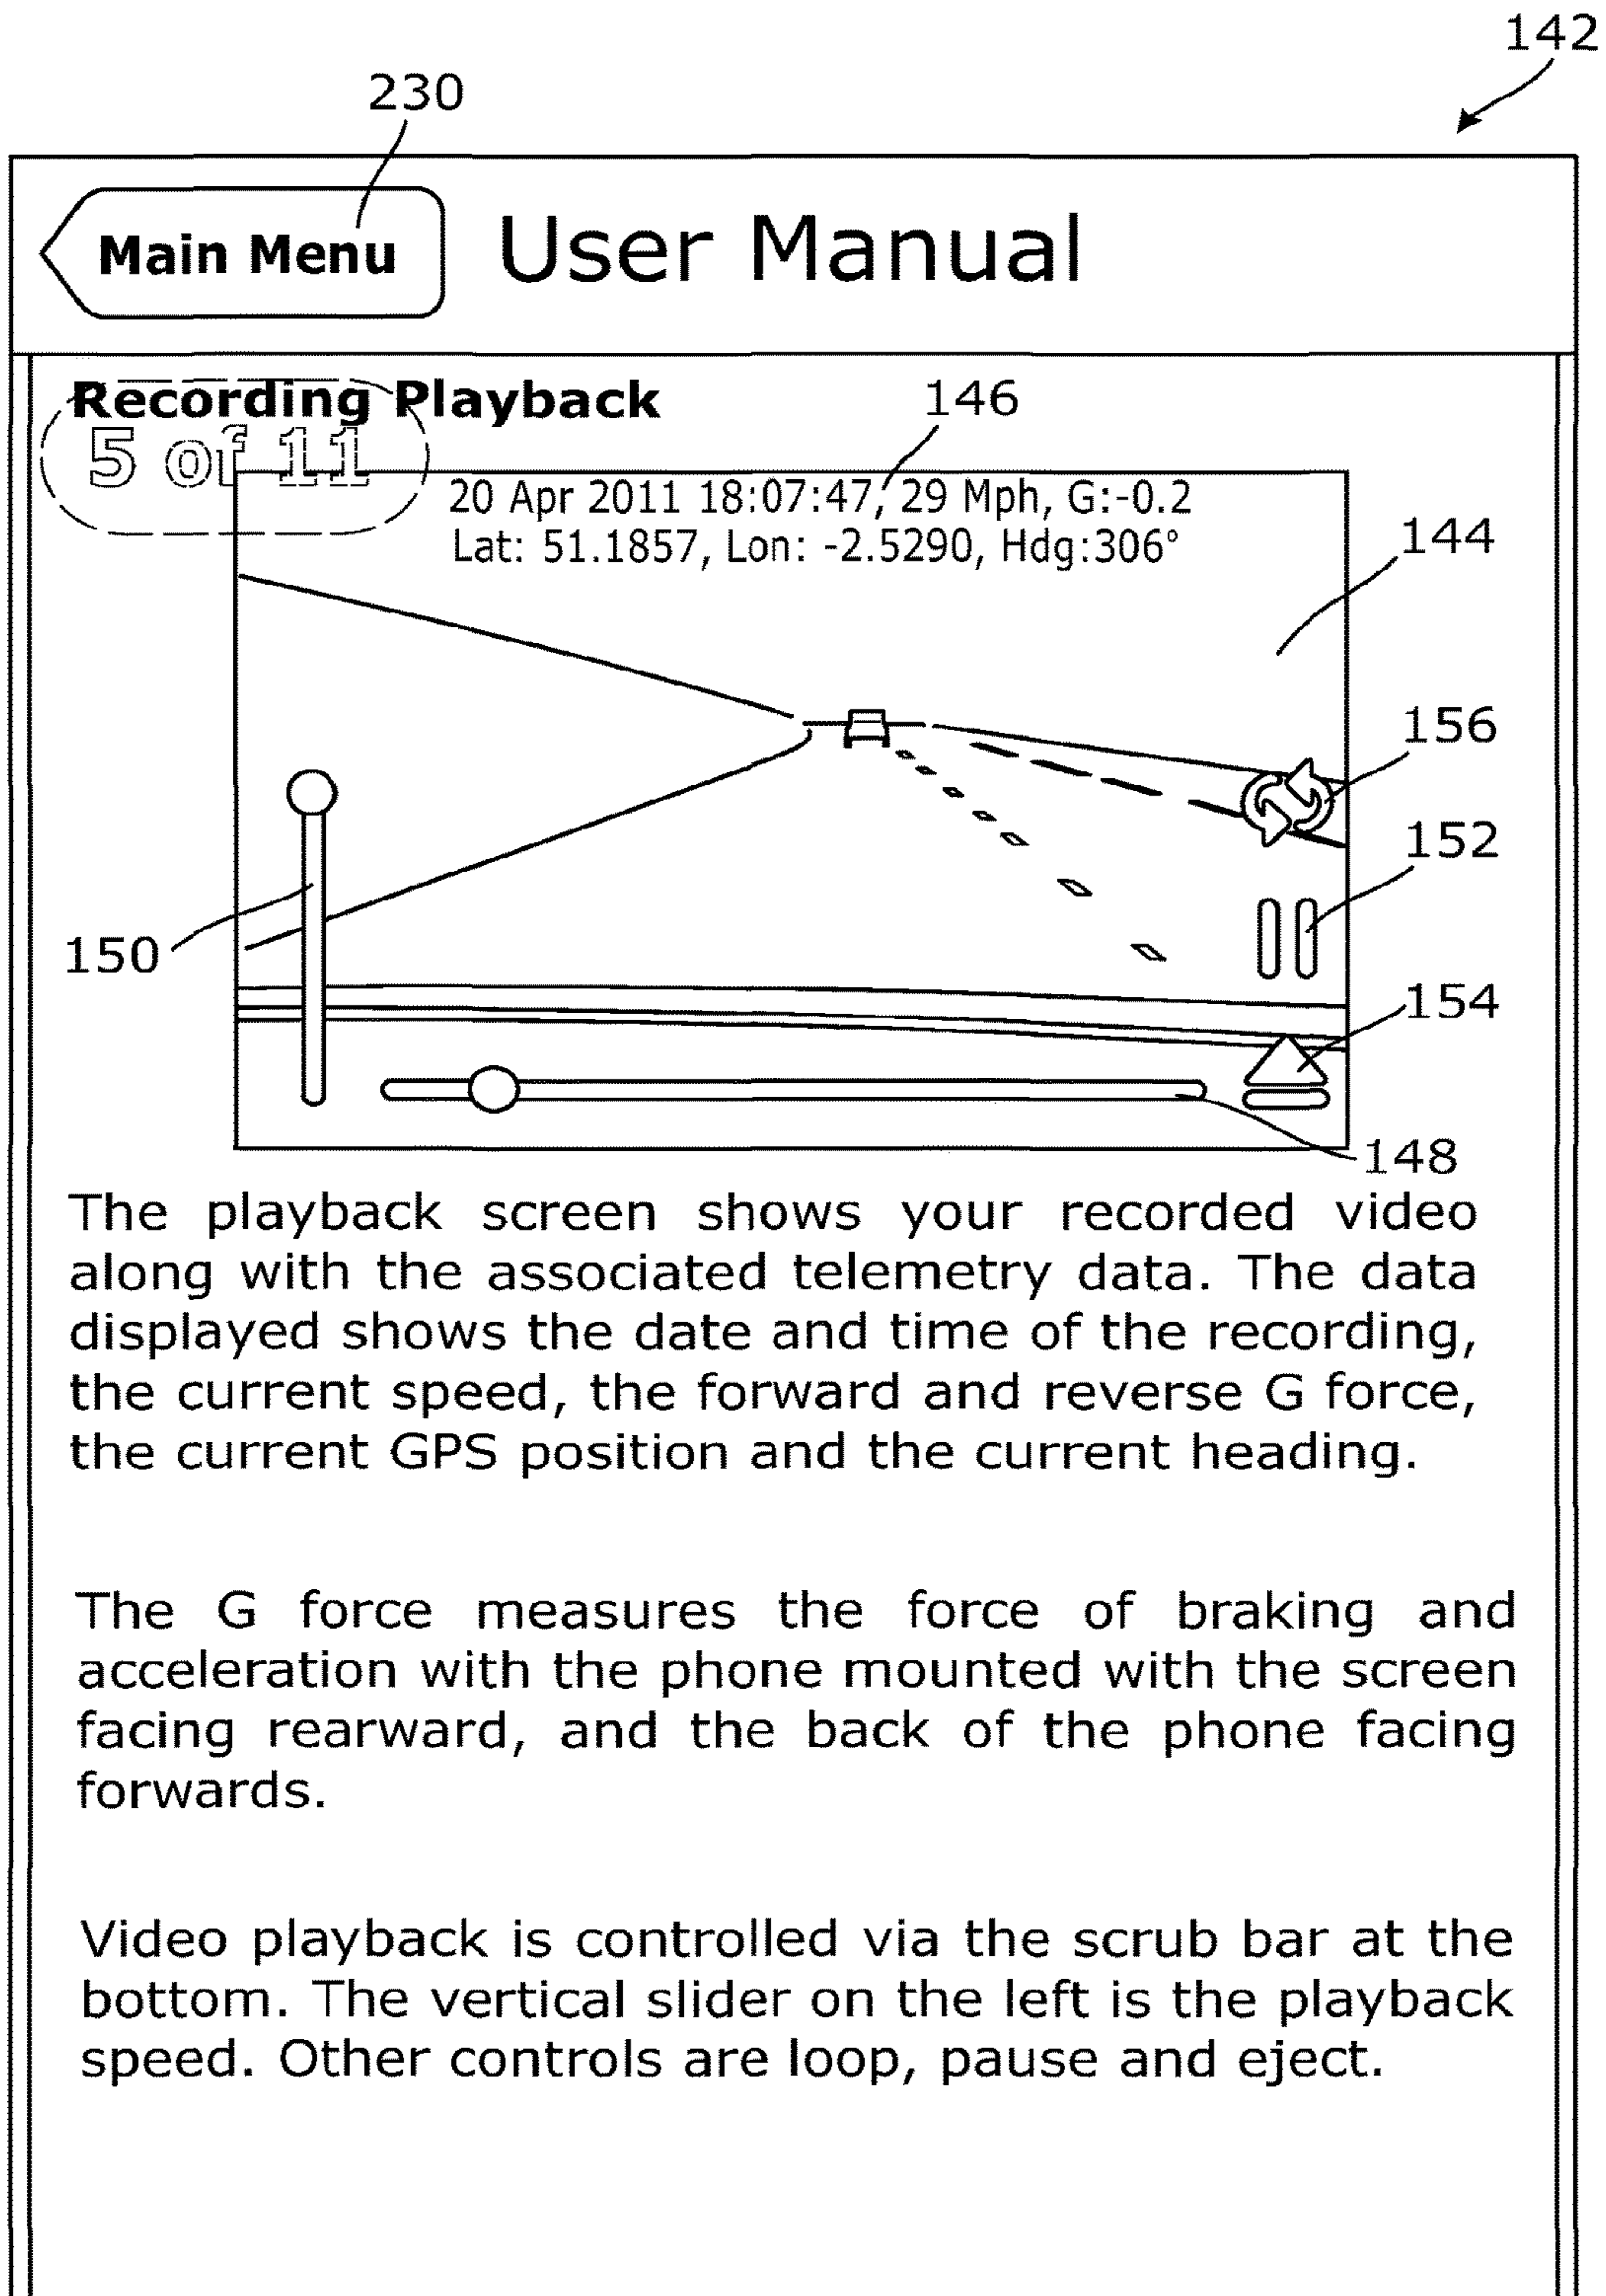 142
230
Main Menu
User Manual
Recording Playback
146
5 of 11
20 Apr 2011 18:07:47, 29 Mph, G:-0.2
Lat: 51.1857, Lon: -2.5290, Hdg:306°
144
156
152
150
154
148
The playback screen shows your recorded video
along with the associated telemetry data. The data
displayed shows the date and time of the recording,
the current speed, the forward and reverse G force,
the current GPS position and the current heading.
The G force measures the force of braking and
acceleration with the phone mounted with the screen
facing rearward, and the back of the phone facing
forwards.
Video playback is controlled via the scrub bar at the
bottom. The vertical slider on the left is the playback
speed. Other controls are loop, pause and eject.